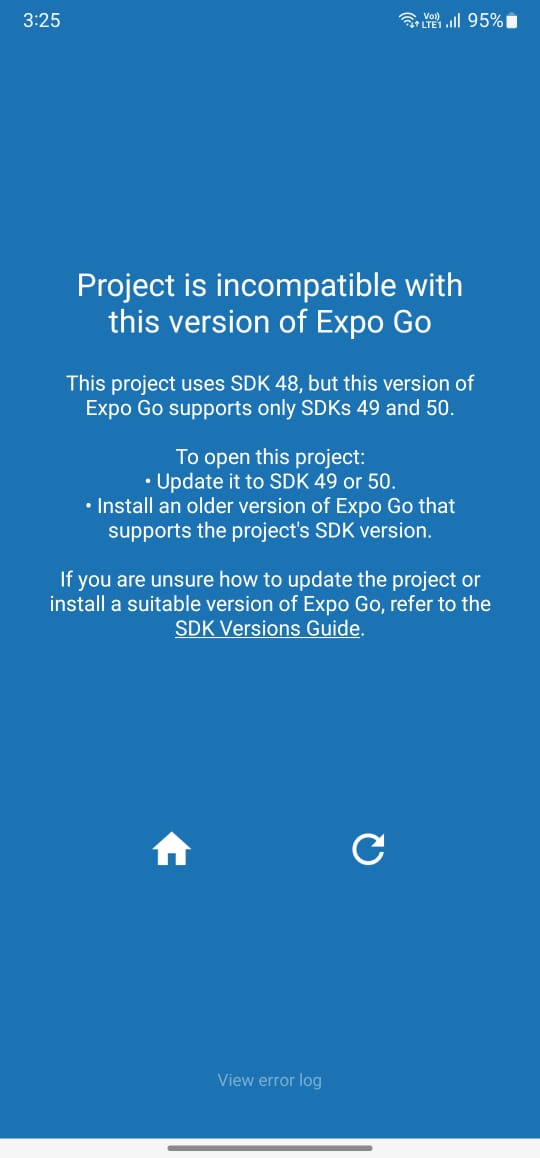 3:25
Vo)) LTE1 95%
Project is incompatible with
this version of Expo Go
This project uses SDK 48, but this version of
Expo Go supports only SDKs 49 and 50.
To open this project:
• Update it to SDK 49 or 50.
• Install an older version of Expo Go that
supports the project's SDK version.
If you are unsure how to update the project or
install a suitable version of Expo Go, refer to the
SDK Versions Guide.
View error log